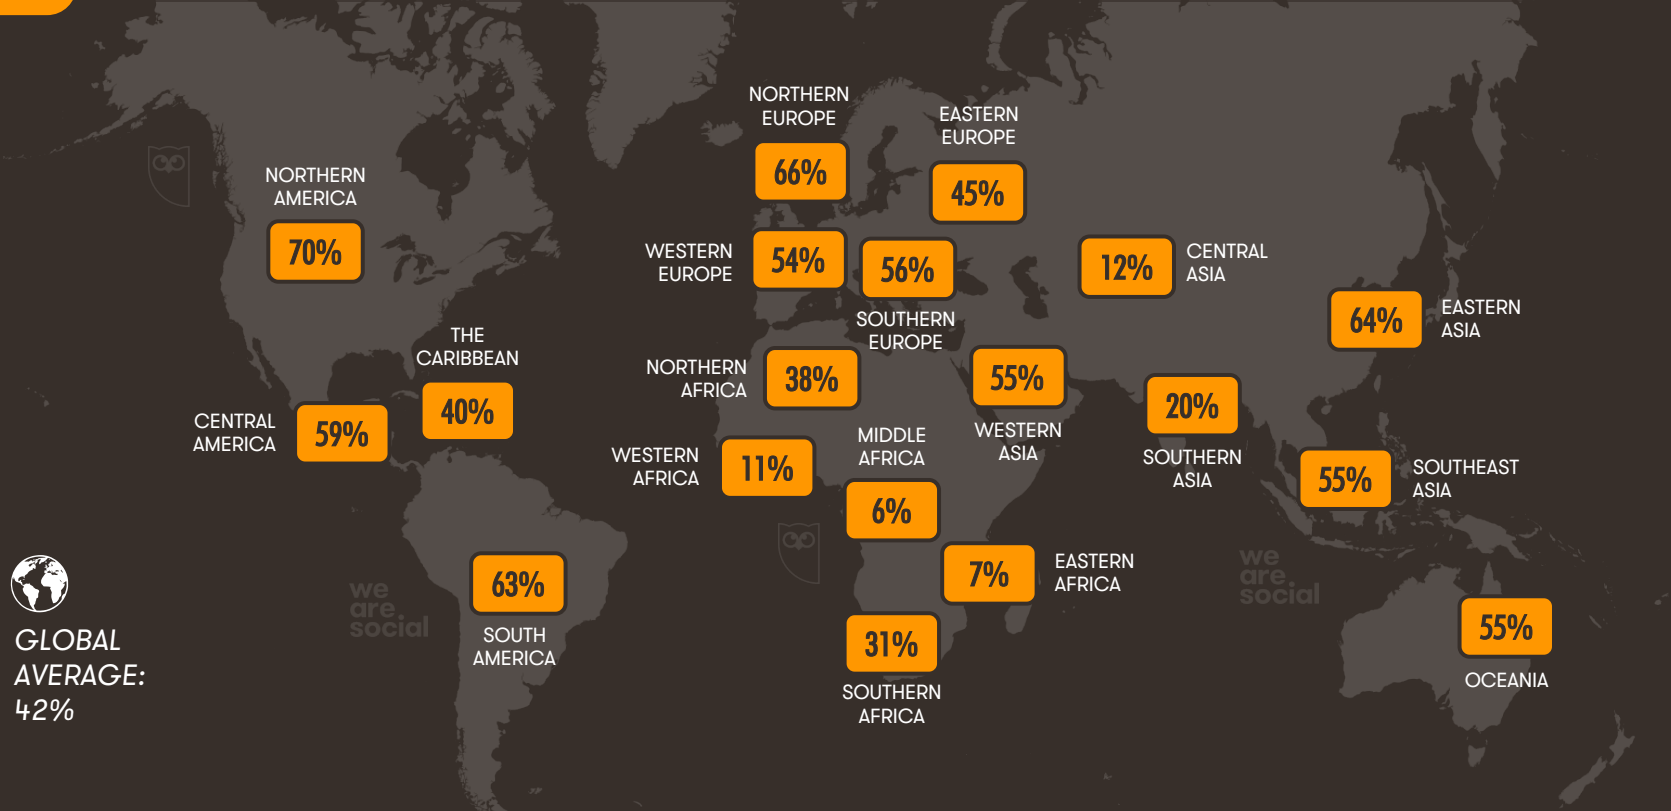 NORTHERN
EUROPE
66%
EASTERN
EUROPE
45%
NORTHERN
AMERICA
70%
WESTERN
EUROPE
54%
56%
SOUTHERN
EUROPE
12%
CENTRAL
ASIA
64%
EASTERN
ASIA
THE
CARIBBEAN
40%
NORTHERN
AFRICA
38%
55%
WESTERN
ASIA
20%
SOUTHERN
ASIA
CENTRAL
AMERICA
59%
WESTERN
AFRICA
11%
MIDDLE
AFRICA
6%
55%
SOUTHEAST
ASIA
63%
SOUTH
AMERICA
7%
EASTERN
AFRICA
31%
SOUTHERN
AFRICA
55%
OCEANIA
we
are
social
we
are
social
GLOBAL
AVERAGE:
42%